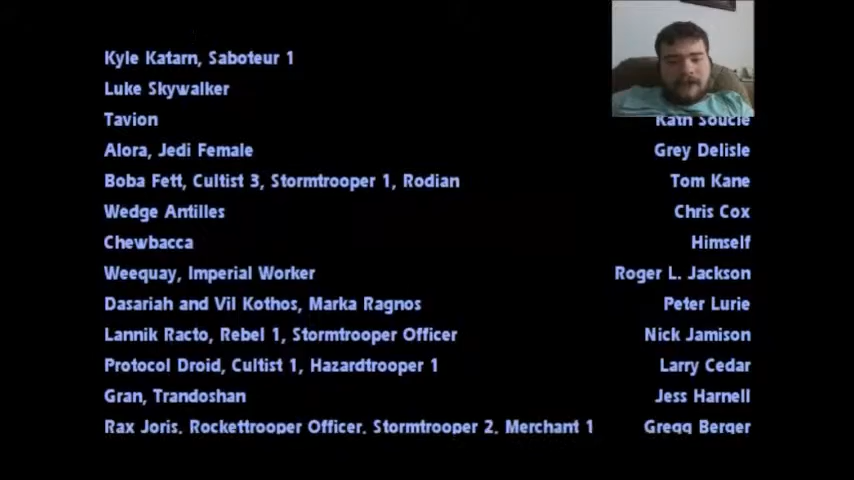 Kyle Katarn, Saboteur 1
Luke Skywalker
Tavion Kath Soucie
Alora, Jedi Female Grey Delisle
Boba Fett, Cultist 3, Stormtrooper 1, Rodian Tom Kane
Wedge Antilles Chris Cox
Chewbacca Himself
Weequay, Imperial Worker Roger L. Jackson
Dasariah and Vil Kothos, Marka Ragnos Peter Lurie
Lannik Racto, Rebel 1, Stormtrooper Officer Nick Jamison
Protocol Droid, Cultist 1, Hazardtrooper 1 Larry Cedar
Gran, Trandoshan Jess Harnell
Rax Joris, Rockettrooper Officer, Stormtrooper 2, Merchant 1 Gregg Berger